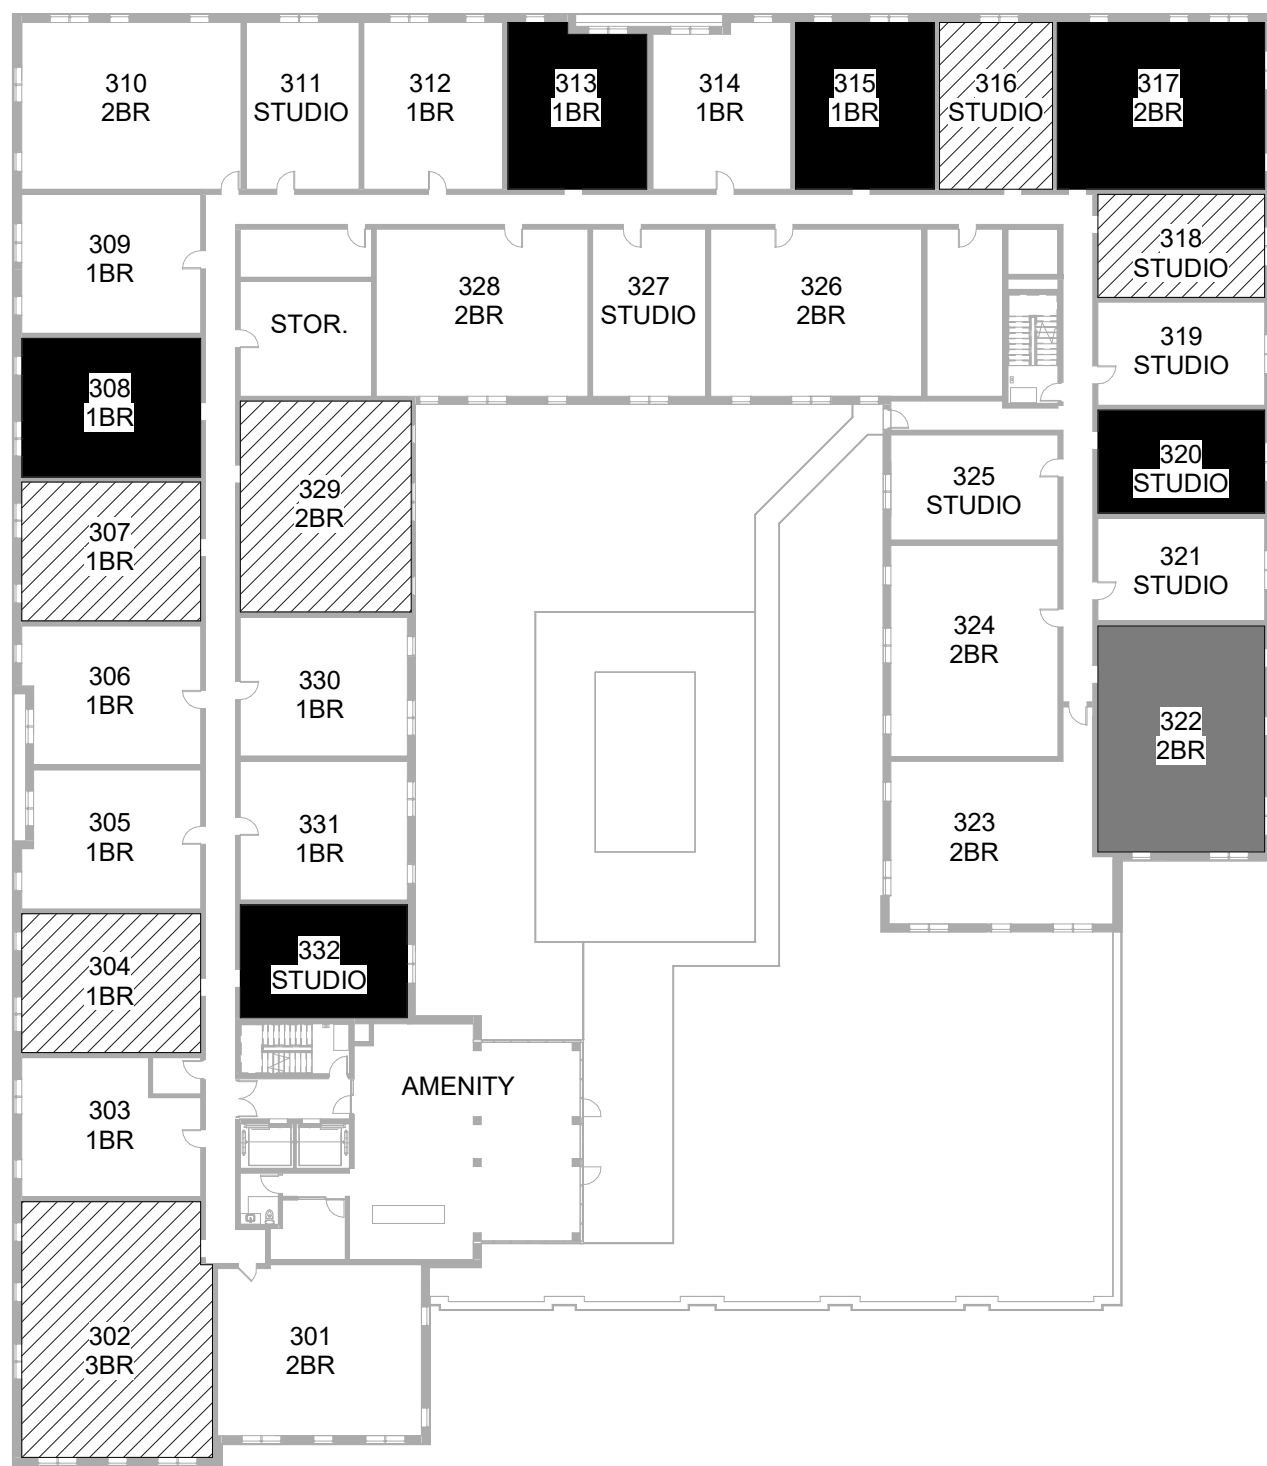 310
2BR
311
STUDIO
312
1BR
313
1BR
314
1BR
315
1BR
316
STUDIO
317
2BR
309
1BR
318
STUDIO
328
2BR
327
STUDIO
326
2BR
STOR.
319
STUDIO
308
1BR
320
STUDIO
329
2BR
325
STUDIO
307
1BR
321
STUDIO
324
2BR
306
1BR
330
1BR
322
2BR
305
1BR
331
1BR
323
2BR
332
STUDIO
304
1BR
AMENITY
303
1BR
302
3BR
301
2BR